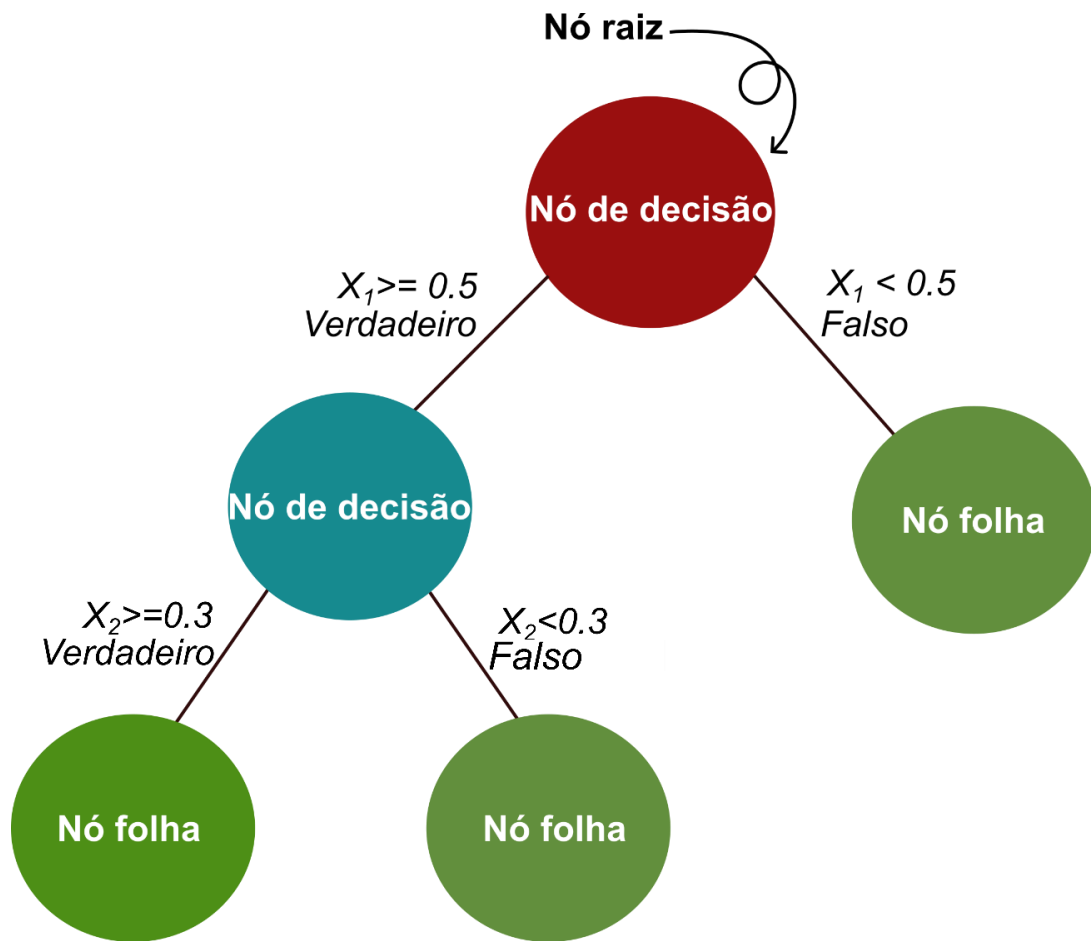 Nó raiz
Nó de decisão
X₁>= 0.5
Verdadeiro
X₁ < 0.5
Falso
Nó de decisão
Nó folha
X₂>=0.3
Verdadeiro
X₂<0.3
Falso
Nó folha
Nó folha